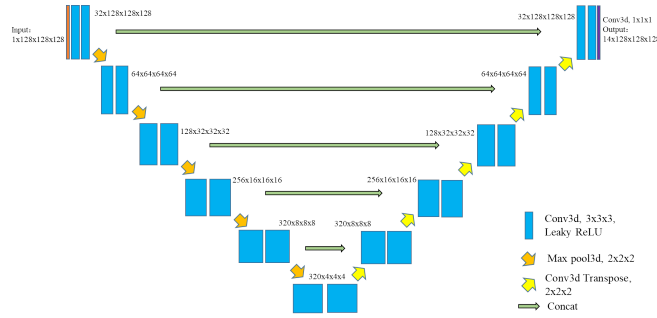 32x128x128x128
32x128x128x128
Input:
1x128x128x128
Conv3d, 1x1x1
Output:
14x128x128x128
64x64x64x64
64x64x64x64
128x32x32x32
128x32x32x32
256x16x16x16
256x16x16x16
320x8x8x8
320x8x8x8
320x4x4x4
Conv3d, 3x3x3,
Leaky ReLU
Max pool3d, 2x2x2
Conv3d Transpose,
2x2x2
Concat